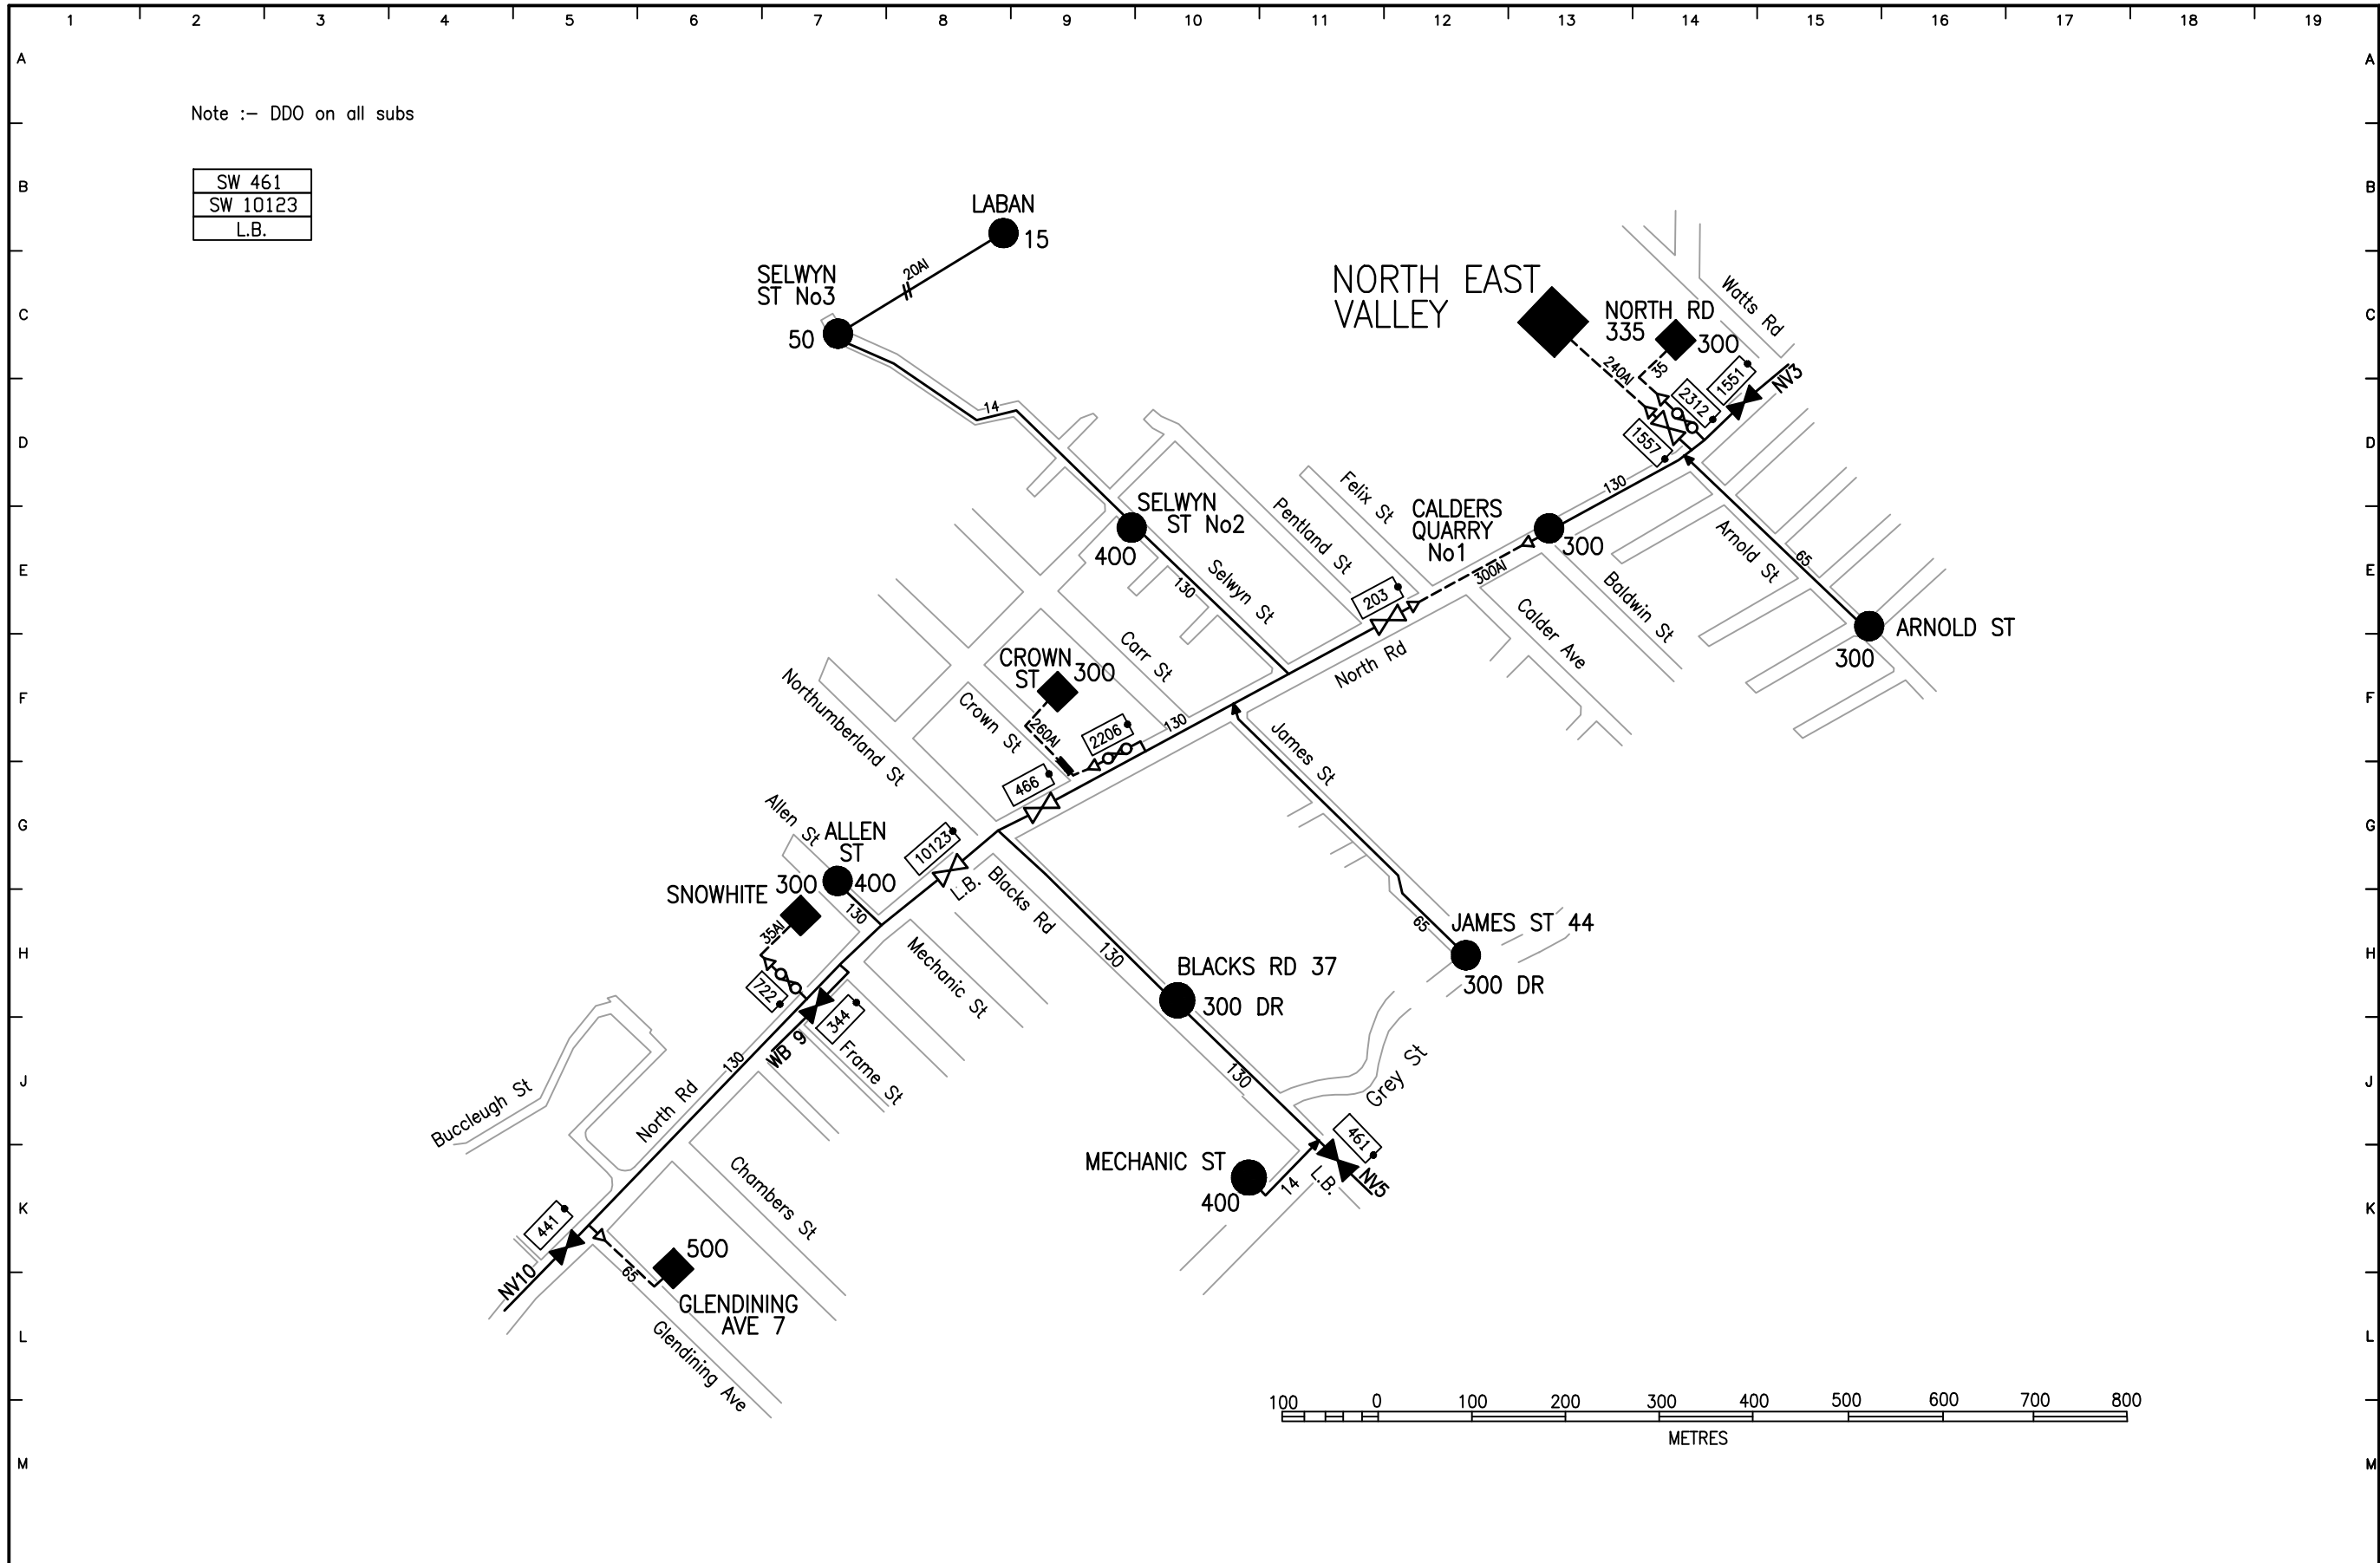 1 2 3 4 5 6 7 8 9 10 11 12 13 14 15 16 17 18 19
A A
Note :- DDO on all subs
B B
SW 461
SW 10123
L.B.
LABAN
15
20Al
SELWYN
ST No3
50
NORTH EAST
VALLEY
Watts Rd
C C
NORTH RD
335
300
240Al
35
1551
NV3
2312
1557
14
D D
130
SELWYN
ST No2
400
Felix St
Pentland St
CALDERS
QUARRY
No1
300
Arnold St
65
E E
130
Selwyn St
203
300Al
Baldwin St
Calder Ave
ARNOLD ST
300
CROWN
ST
300
Carr St
North Rd
Northumberland St
F F
Crown St
260Al
2206
130
James St
466
Allen St
ALLEN
ST
G G
10123
L.B.
Blacks Rd
SNOWHITE
300
400
130
65
JAMES ST 44
300 DR
35Al
H H
Mechanic St
130
BLACKS RD 37
300 DR
722
344
WB 9
Frame St
130
J J
130
Grey St
Buccleugh St
North Rd
461
MECHANIC ST
400
14
L.B.
NV5
Chambers St
K K
441
500
NV10
65
GLENDINING
AVE 7
L L
Glendining Ave
100 0 100 200 300 400 500 600 700 800
METRES
M M